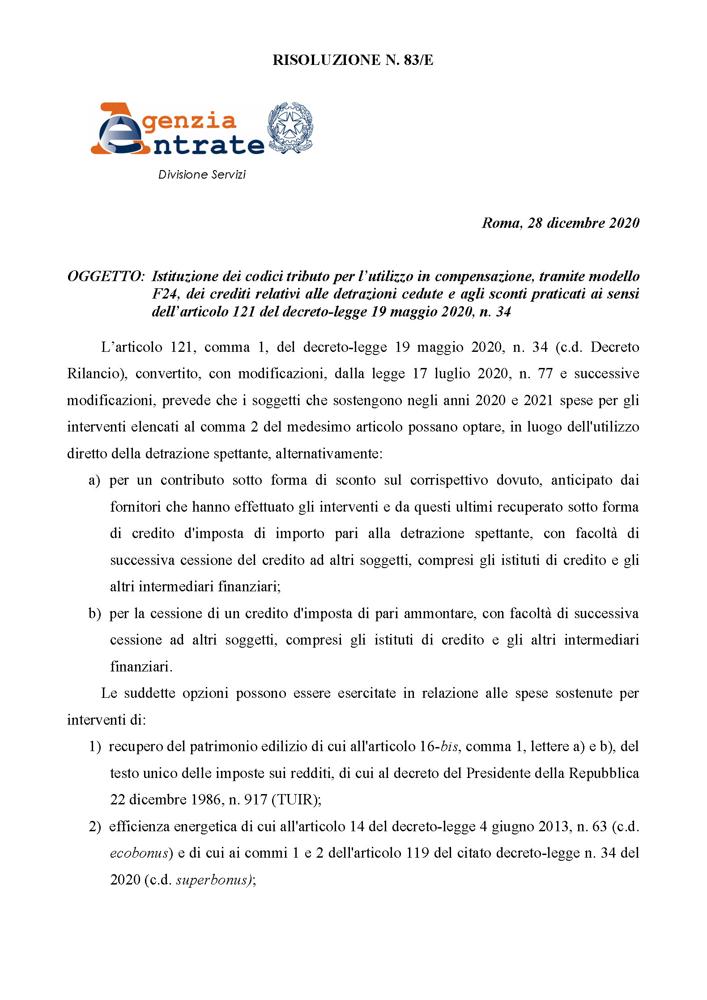 RISOLUZIONE N. 83/E
Agenzia
Entrate
REPVBBLICA ITALIANA
Divisione Servizi
Roma, 28 dicembre 2020
OGGETTO: Istituzione dei codici tributo per l’utilizzo in compensazione, tramite modello
F24, dei crediti relativi alle detrazioni cedute e agli sconti praticati ai sensi
dell’articolo 121 del decreto-legge 19 maggio 2020, n. 34
L’articolo 121, comma 1, del decreto-legge 19 maggio 2020, n. 34 (c.d. Decreto
Rilancio), convertito, con modificazioni, dalla legge 17 luglio 2020, n. 77 e successive
modificazioni, prevede che i soggetti che sostengono negli anni 2020 e 2021 spese per gli
interventi elencati al comma 2 del medesimo articolo possano optare, in luogo dell'utilizzo
diretto della detrazione spettante, alternativamente:
a) per un contributo sotto forma di sconto sul corrispettivo dovuto, anticipato dai
fornitori che hanno effettuato gli interventi e da questi ultimi recuperato sotto forma
di credito d'imposta di importo pari alla detrazione spettante, con facoltà di
successiva cessione del credito ad altri soggetti, compresi gli istituti di credito e gli
altri intermediari finanziari;
b) per la cessione di un credito d'imposta di pari ammontare, con facoltà di successiva
cessione ad altri soggetti, compresi gli istituti di credito e gli altri intermediari
finanziari.
Le suddette opzioni possono essere esercitate in relazione alle spese sostenute per
interventi di:
1) recupero del patrimonio edilizio di cui all'articolo 16-bis, comma 1, lettere a) e b), del
testo unico delle imposte sui redditi, di cui al decreto del Presidente della Repubblica
22 dicembre 1986, n. 917 (TUIR);
2) efficienza energetica di cui all'articolo 14 del decreto-legge 4 giugno 2013, n. 63 (c.d.
ecobonus) e di cui ai commi 1 e 2 dell'articolo 119 del citato decreto-legge n. 34 del
2020 (c.d. superbonus);